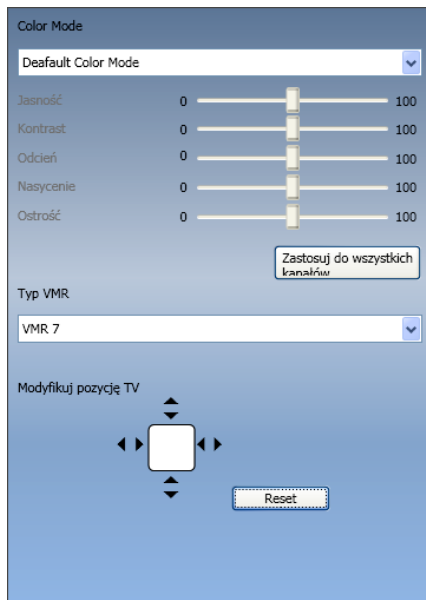 Color Mode
Deafault Color Mode
Jasność 0 100
Kontrast 0 100
Odcień 0 100
Nasycenie 0 100
Ostrość 0 100
Zastosuj do wszystkich
kanałów
Typ VMR
VMR 7
Modyfikuj pozycję TV
Reset